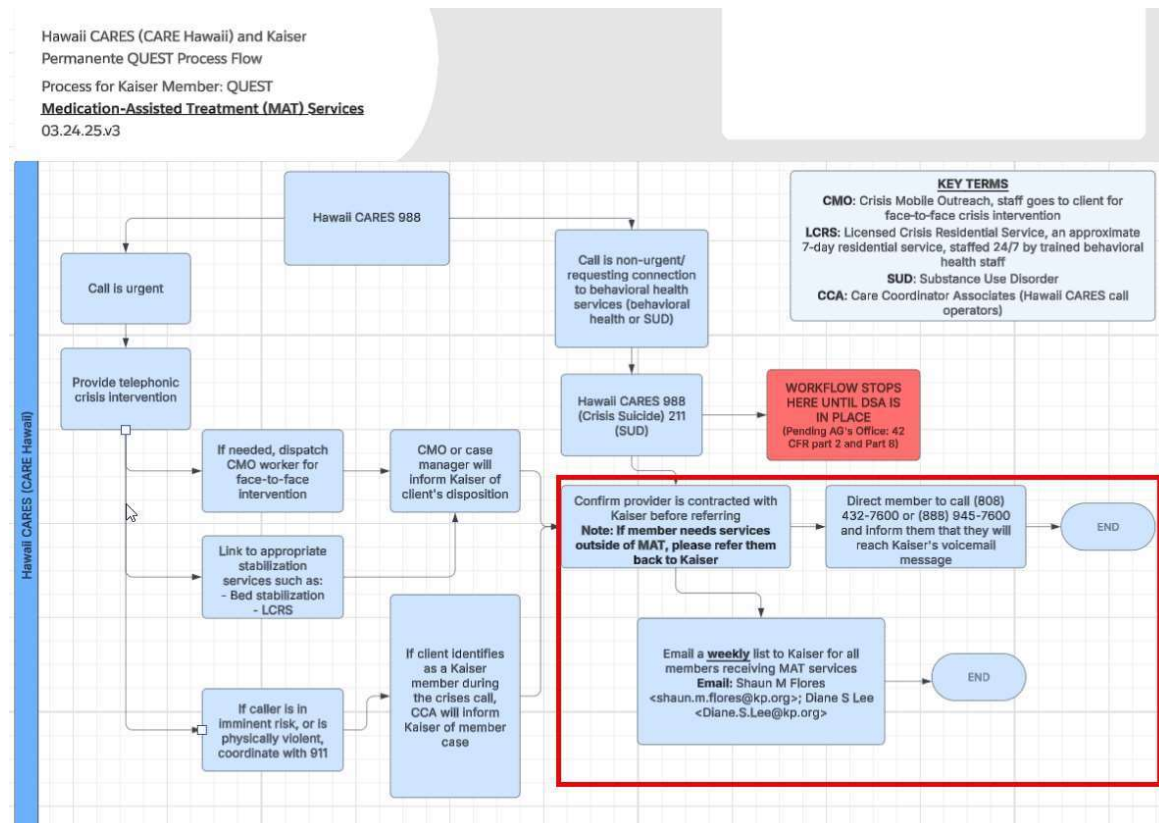 Hawaii CARES (CARE Hawaii) and Kaiser
Permanente QUEST Process Flow
Process for Kaiser Member: QUEST
Medication-Assisted Treatment (MAT) Services
03.24.25.v3
Hawaii CARES (CARE Hawaii)
Hawaii CARES 988
KEY TERMS
CMO: Crisis Mobile Outreach, staff goes to client for
face-to-face crisis intervention
LCRS: Licensed Crisis Residential Service, an approximate
7-day residential service, staffed 24/7 by trained behavioral
health staff
SUD: Substance Use Disorder
CCA: Care Coordinator Associates (Hawaii CARES call
operators)
Call is urgent
Call is non-urgent/
requesting connection
to behavioral health
services (behavioral
health or SUD)
Provide telephonic
crisis intervention
Hawaii CARES 988
(Crisis Suicide) 211
(SUD)
WORKFLOW STOPS
HERE UNTIL DSA IS
IN PLACE
(Pending AG's Office: 42
CFR part 2 and Part 8)
If needed, dispatch
CMO worker for
face-to-face
intervention
CMO or case
manager will
inform Kaiser of
client's disposition
Confirm provider is contracted with
Kaiser before referring
Note: If member needs services
outside of MAT, please refer them
back to Kaiser
Direct member to call (808)
432-7600 or (888) 945-7600
and inform them that they will
reach Kaiser's voicemail
message
END
Link to appropriate
stabilization
services such as:
- Bed stabilization
- LCRS
If client identifies
as a Kaiser
member during
the crises call,
CCA will inform
Kaiser of member
case
Email a weekly list to Kaiser for all
members receiving MAT services
Email: Shaun M Flores
<shaun.m.flores@kp.org>; Diane S Lee
<Diane.S.Lee@kp.org>
END
If caller is in
imminent risk, or is
physically violent,
coordinate with 911